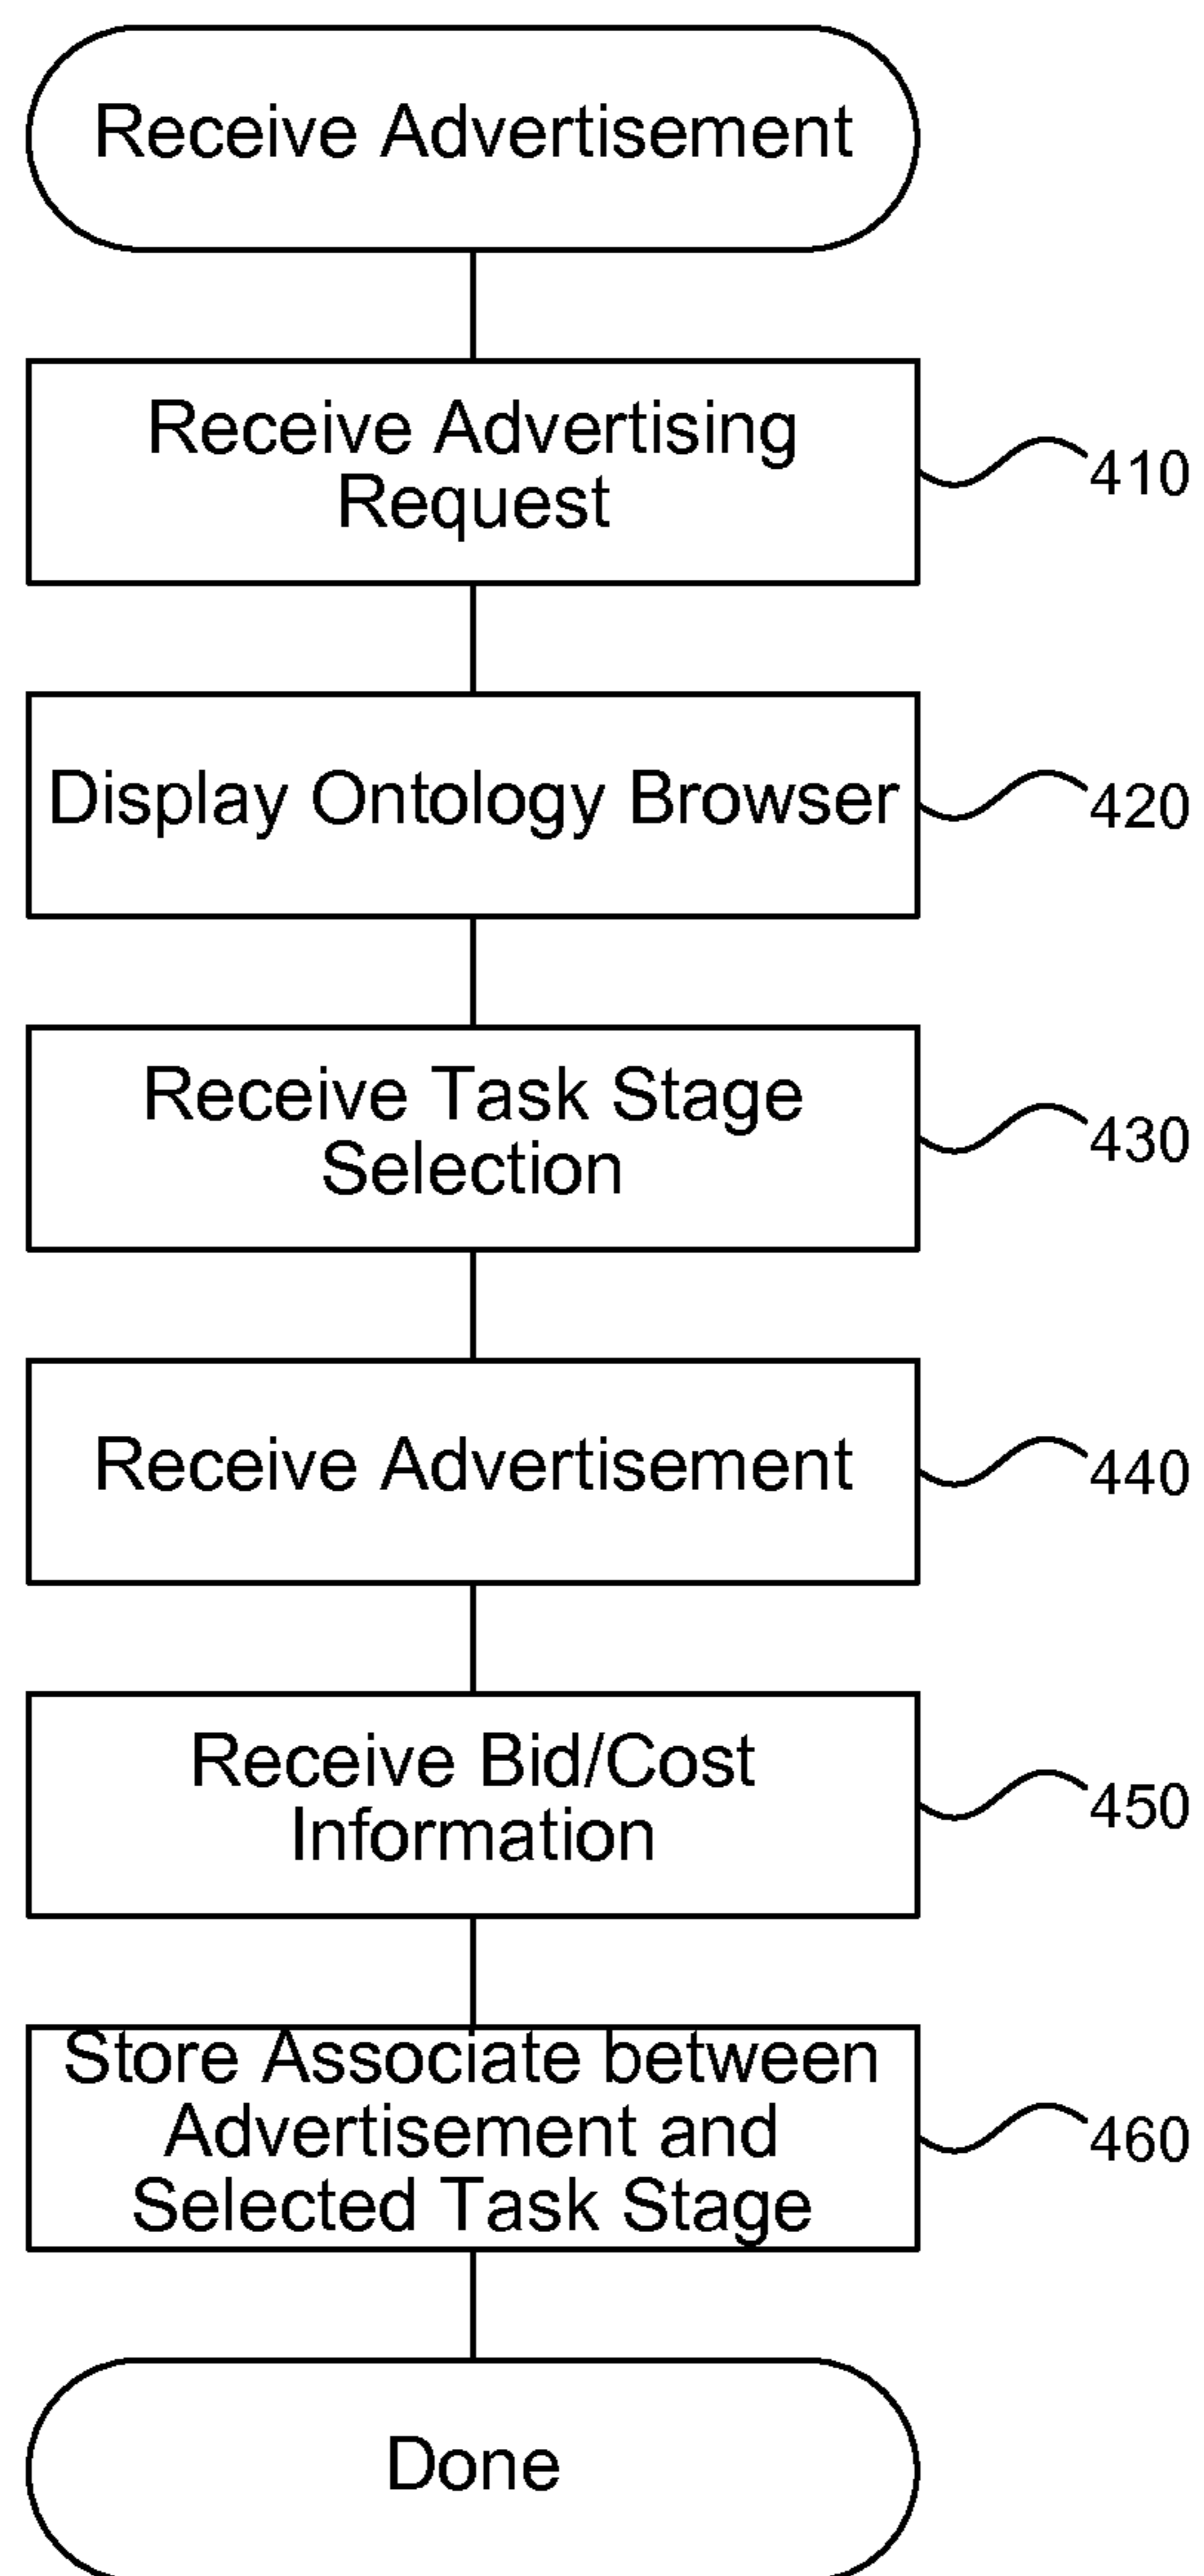 Receive Advertisement
Receive Advertising
Request
410
Display Ontology Browser
420
Receive Task Stage
Selection
430
Receive Advertisement
440
Receive Bid/Cost
Information
450
Store Associate between
Advertisement and
Selected Task Stage
460
Done